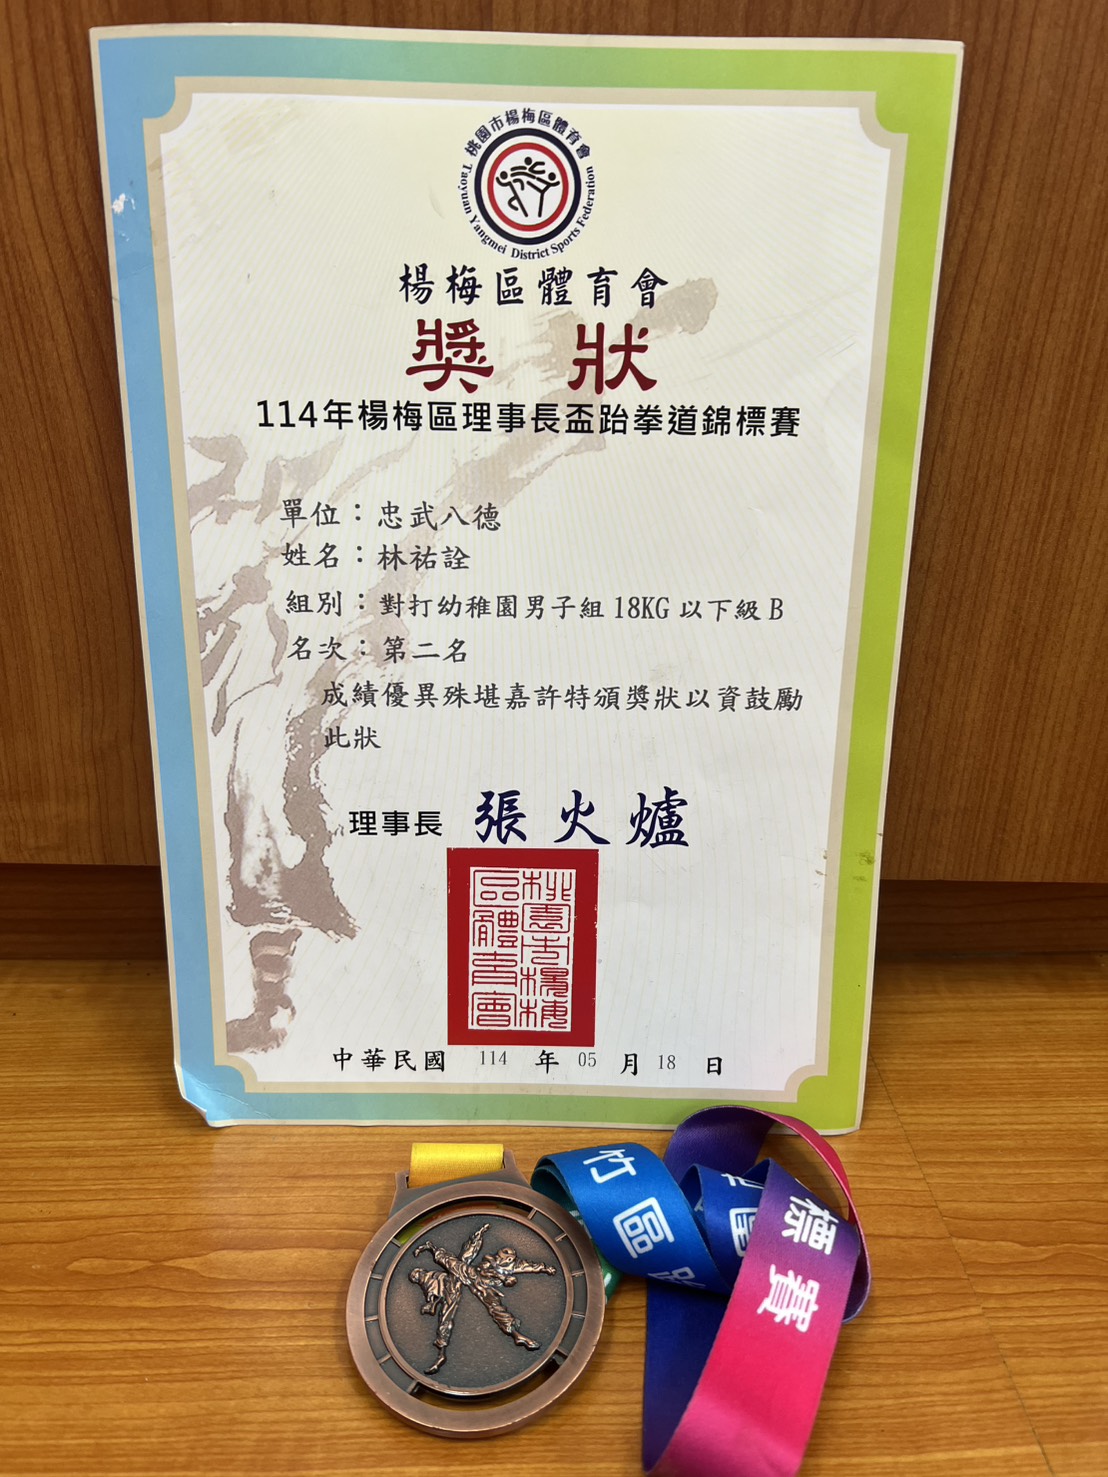 桃園市楊梅區體育會
Taoyuan Yangmei District Sports Federation
楊梅區體育會
獎狀
114年楊梅區理事長盃跆拳道錦標賽
單位：忠武八德
姓名：林祐詮
組別：對打幼稚園男子組 18KG 以下級 B
名次：第二名
成績優異殊堪嘉許特頒獎狀以資鼓勵
此狀
理事長 張火爐
桃園市楊梅
區體育會
中華民國 114 年 05 月 18 日
竹區
園
標賽